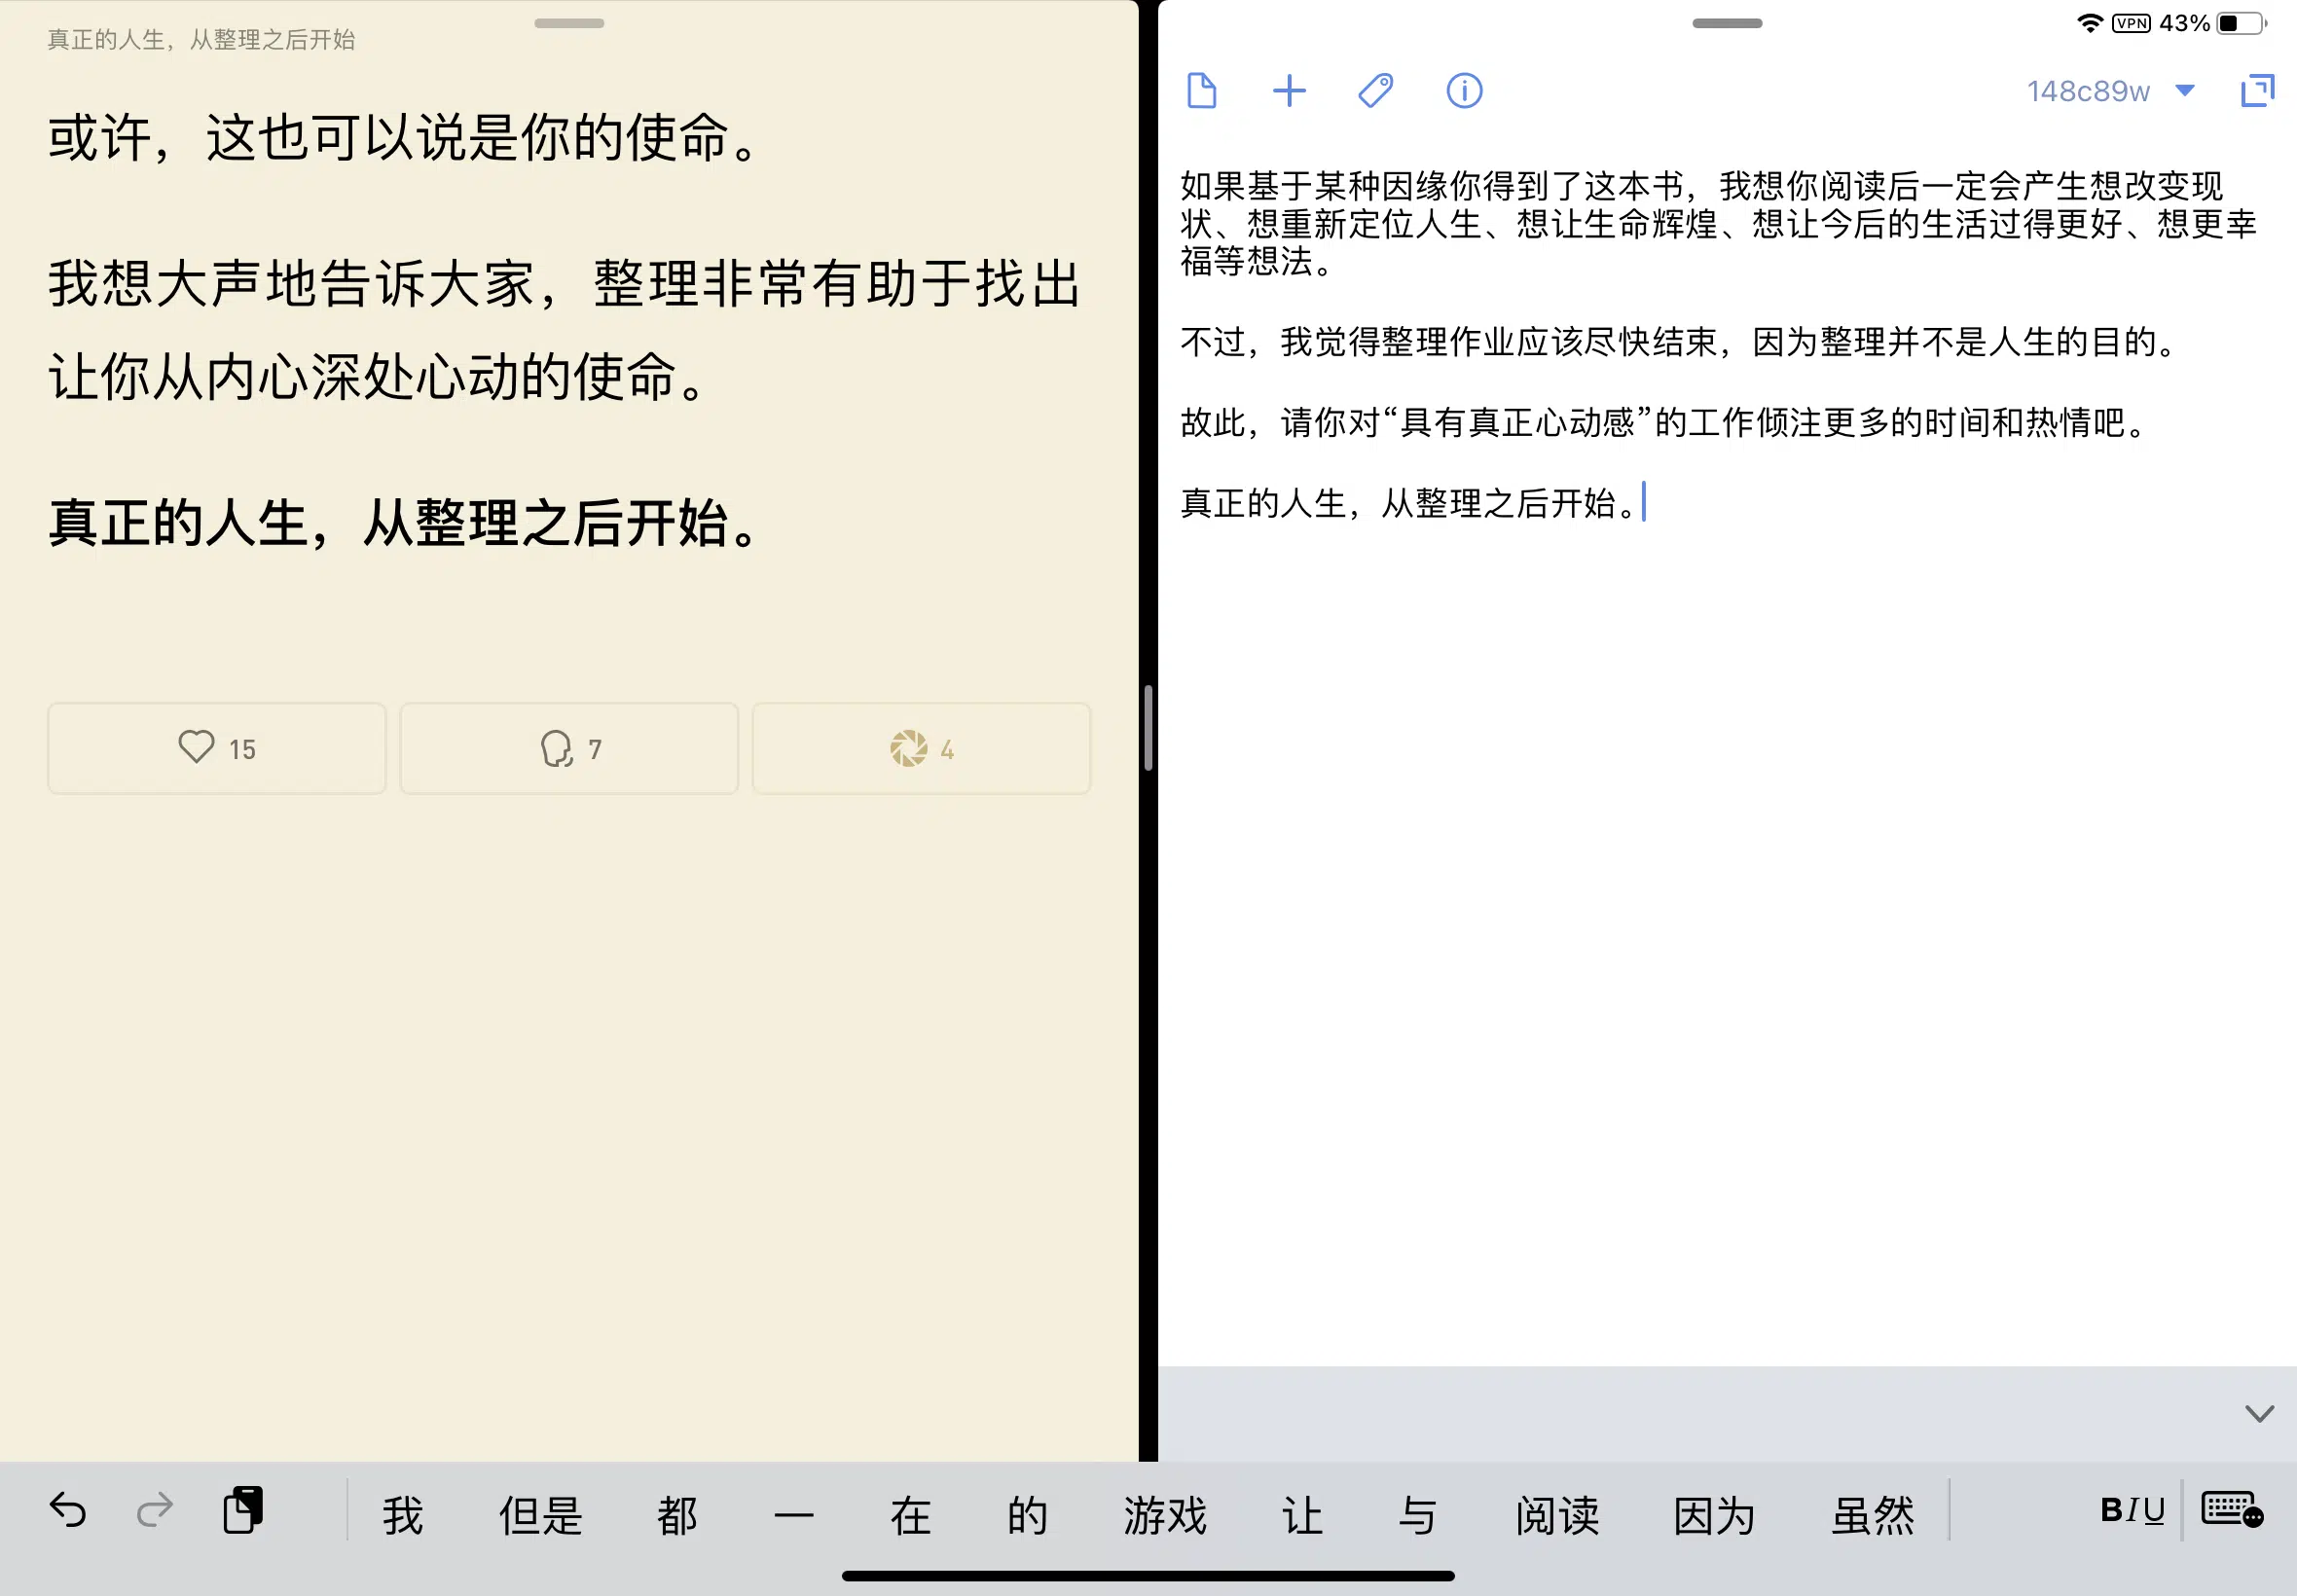 真正的人生，从整理之后开始
或许，这也可以说是你的使命。
我想大声地告诉大家，整理非常有助于找出
让你从内心深处心动的使命。
真正的人生，从整理之后开始。
15
7
4
VPN 43%
148c89w
如果基于某种因缘你得到了这本书，我想你阅读后一定会产生想改变现
状、想重新定位人生、想让生命辉煌、想让今后的生活过得更好、想更幸
福等想法。
不过，我觉得整理作业应该尽快结束，因为整理并不是人生的目的。
故此，请你对“具有真正心动感”的工作倾注更多的时间和热情吧。
真正的人生，从整理之后开始。
我 但是 都 一 在 的 游戏 让 与 阅读 因为 虽然 BIU